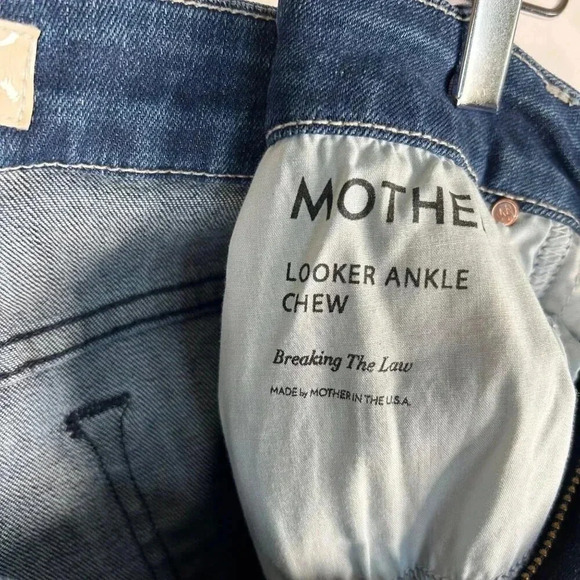 MOTHE
LOOKER ANKLE
CHEW
Breaking The Law
MADE by MOTHER IN THE U.S.A.